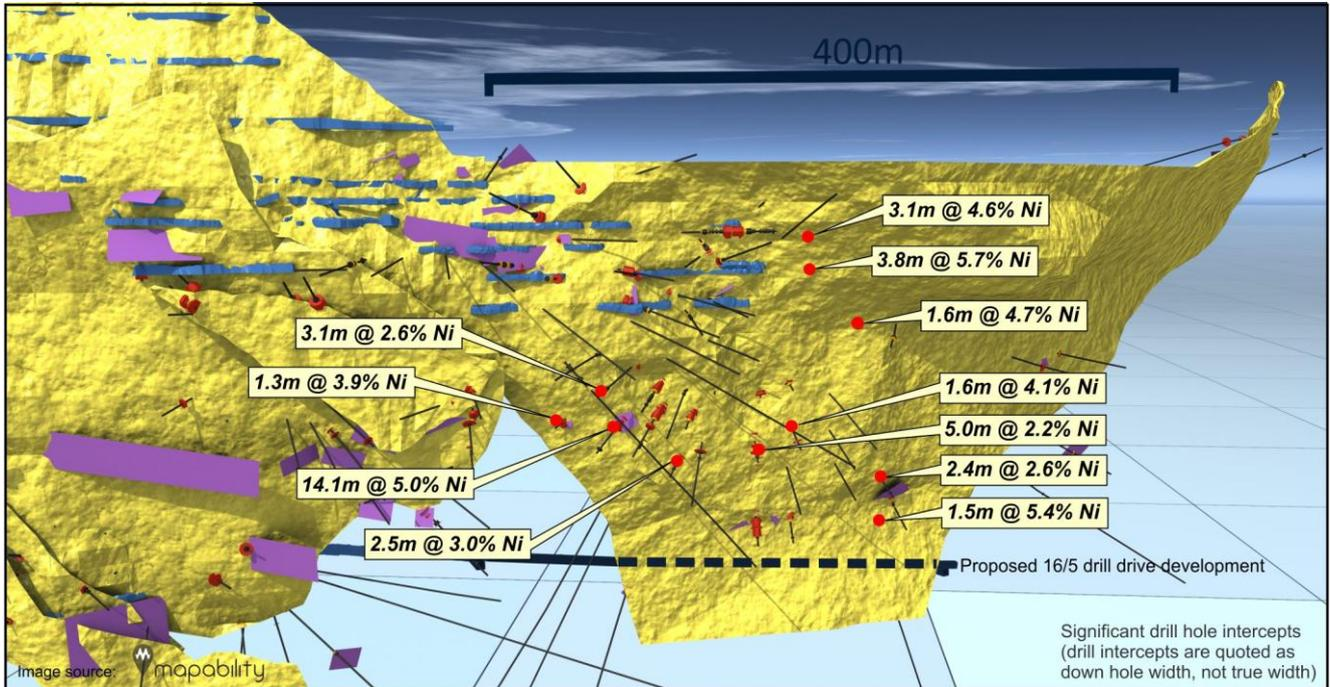 400m
3.1m @ 4.6% Ni
3.8m @ 5.7% Ni
1.6m @ 4.7% Ni
3.1m @ 2.6% Ni
1.3m @ 3.9% Ni
1.6m @ 4.1% Ni
5.0m @ 2.2% Ni
2.4m @ 2.6% Ni
14.1m @ 5.0% Ni
1.5m @ 5.4% Ni
2.5m @ 3.0% Ni
Proposed 16/5 drill drive development
Significant drill hole intercepts
(drill intercepts are quoted as
down hole width, not true width)
Image source: mapability